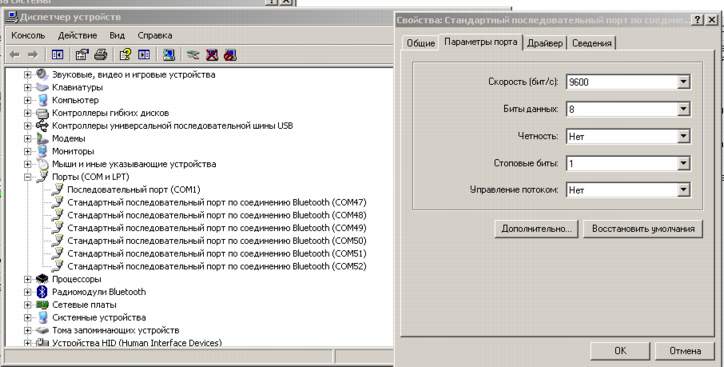 а системы
Диспетчер устройств
Консоль Действие Вид Справка
Звуковые, видео и игровые устройства
Клавиатуры
Компьютер
Контроллеры гибких дисков
Контроллеры универсальной последовательной шины USB
Модемы
Мониторы
Мыши и иные указывающие устройства
Порты (COM и LPT)
Последовательный порт (COM1)
Стандартный последовательный порт по соединению Bluetooth (COM47)
Стандартный последовательный порт по соединению Bluetooth (COM48)
Стандартный последовательный порт по соединению Bluetooth (COM49)
Стандартный последовательный порт по соединению Bluetooth (COM50)
Стандартный последовательный порт по соединению Bluetooth (COM51)
Стандартный последовательный порт по соединению Bluetooth (COM52)
Процессоры
Радиомодули Bluetooth
Сетевые платы
Системные устройства
Тома запоминающих устройств
Устройства HID (Human Interface Devices)
Свойства: Стандартный последовательный порт по соедине...
Общие Параметры порта Драйвер Сведения
Скорость (бит/с): 9600
Биты данных: 8
Четность: Нет
Стоповые биты: 1
Управление потоком: Нет
Дополнительно... Восстановить умолчания
OK Отмена